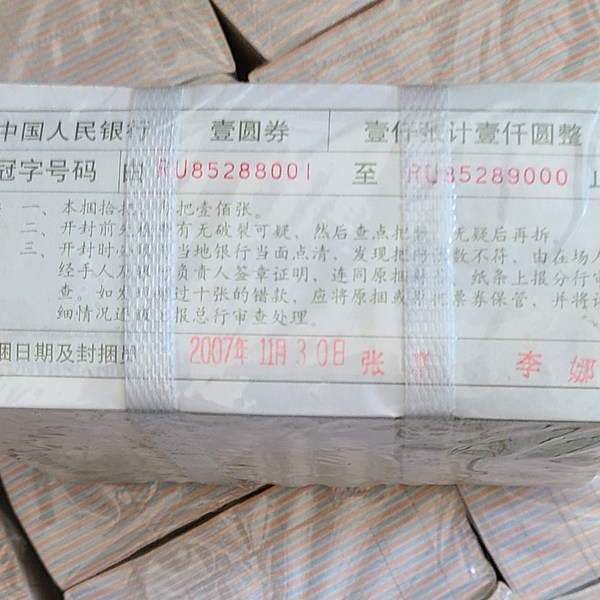 中国人民银行 壹圆券 壹仟张计壹仟圆整
冠字号码 由 RU85288001 至 RU85289000 止
一、本捆拾把 每把壹佰张。
二、开封前 有无破裂可疑，然后查点把数，无疑后再拆。
三、开封时必 当地银行当面点清，发现把 数不符，由在场人
经手人 负责人签章证明，连同原捆封 纸条上报分行审
查。如发现 过十张的错款，应将原捆或 票券保管，并将详
细情况 报总行审查处理。
捆日期及封捆员 2007年 11月 30日 张 李 娜